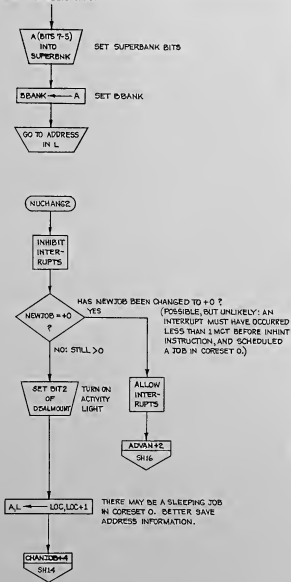 A (BITS 7-5)
INTO
SUPERBNK
SET SUPERBANK BITS
BBANK ← A
SET BBANK
GO TO ADDRESS
IN L
NUCHANG2
INHIBIT
INTER-
RUPTS
NEWJOB = +0
?
HAS NEWJOB BEEN CHANGED TO +0 ?
YES
(POSSIBLE, BUT UNLIKELY: AN
INTERRUPT MUST HAVE OCCURRED
LESS THAN 1 MCT BEFORE INHINT
INSTRUCTION, AND SCHEDULED
A JOB IN CORESET 0.)
NO: STILL >0
ALLOW
INTER-
RUPTS
SET BIT2
OF
DSALMOUNT
TURN ON
ACTIVITY
LIGHT
ADVAN+2
SH16
A,L ← LOC, LOC+1
THERE MAY BE A SLEEPING JOB
IN CORESET 0. BETTER SAVE
ADDRESS INFORMATION.
CHANJOB+4
SH14